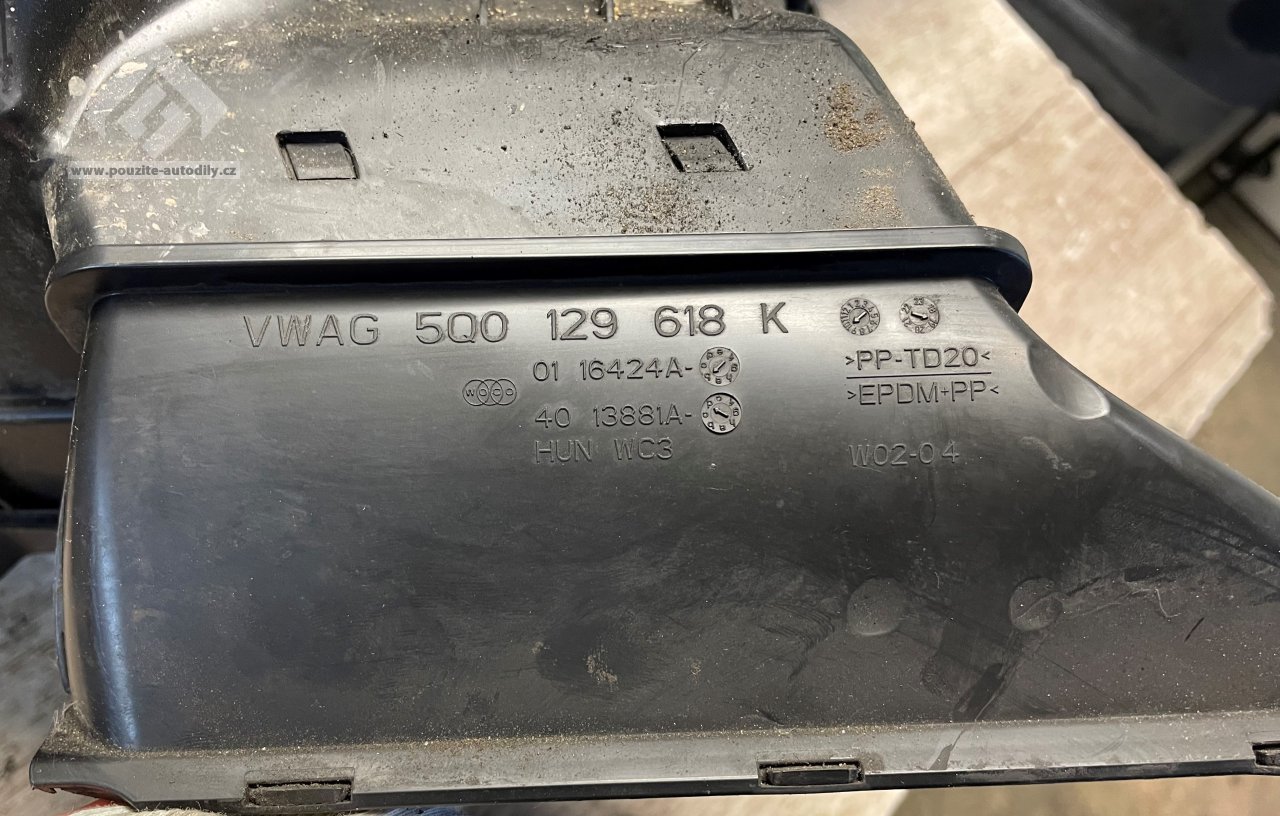 www.pouzite-autodily.cz
VWAG 5Q0 129 618 K
01 16424A-
>PP-TD20<
WOCO
>EPDM+PP<
40 13881A-
HUN WC3
W02-04